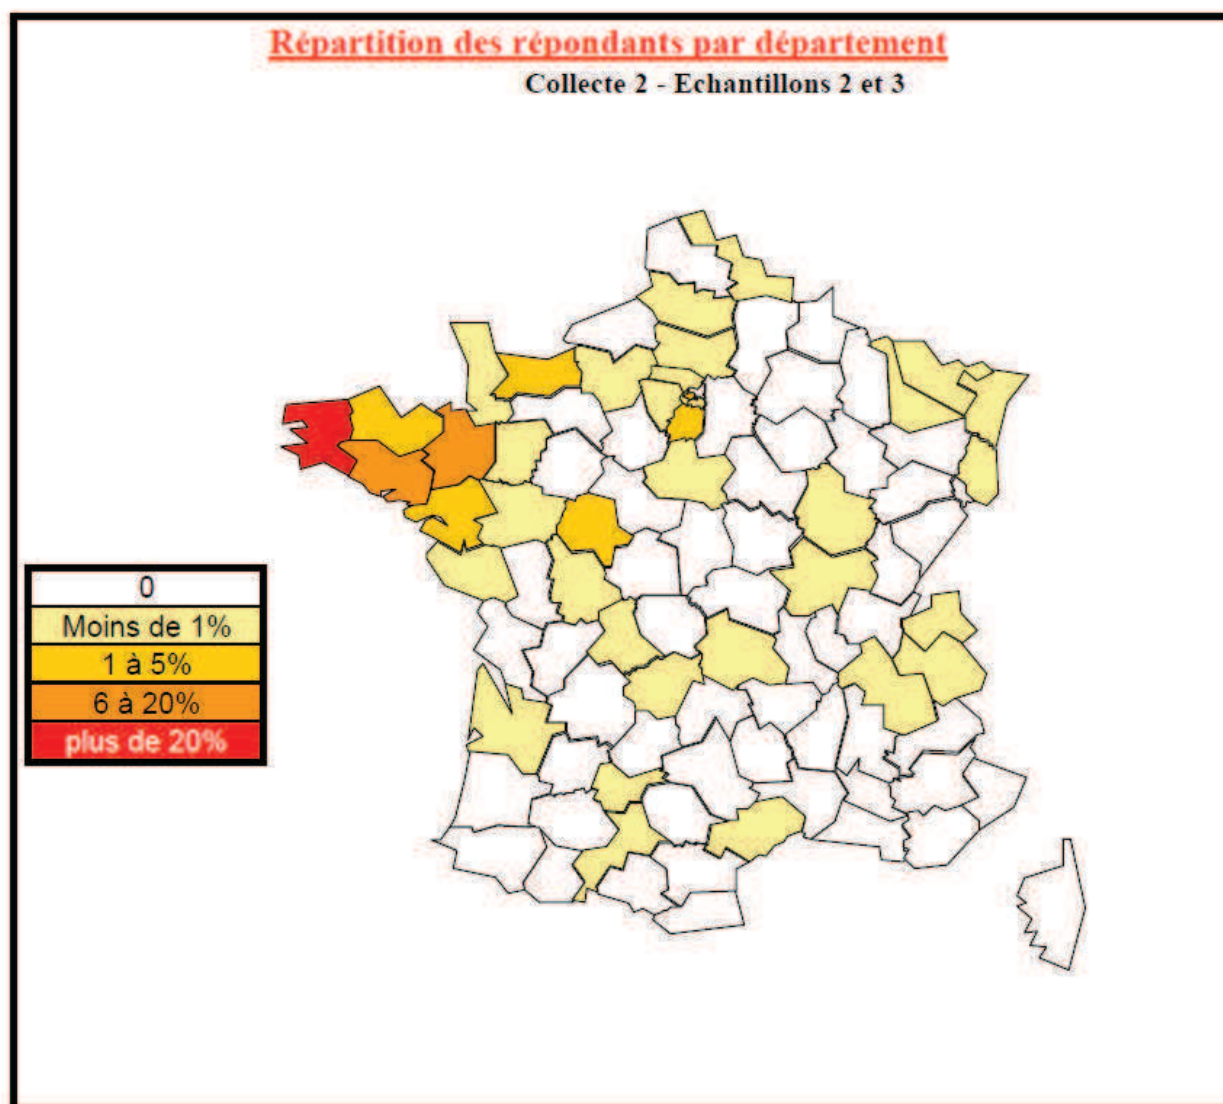 Répartition des répondants par département
Collecte 2 - Echantillons 2 et 3
0
Moins de 1%
1 à 5%
6 à 20%
plus de 20%